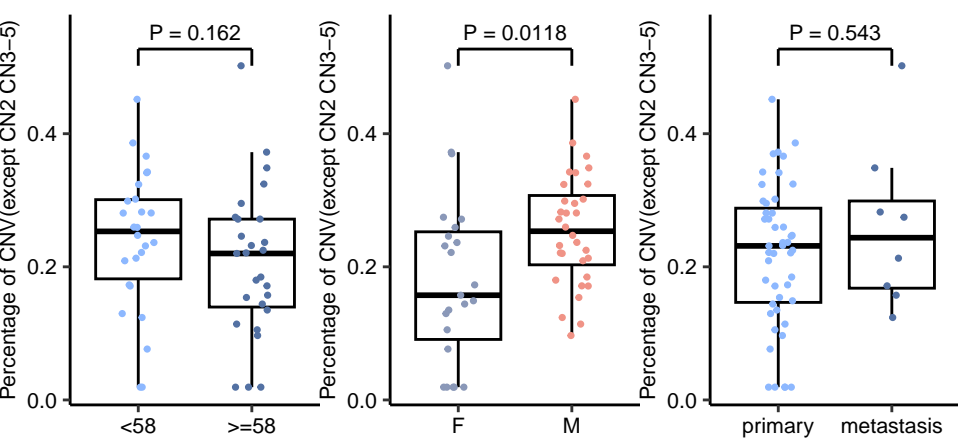 Percentage of CNV(except CN2 CN3−5)
P = 0.162
0.4
0.2
0.0
<58
>=58
Percentage of CNV(except CN2 CN3−5)
P = 0.0118
0.4
0.2
0.0
F
M
Percentage of CNV(except CN2 CN3−5)
P = 0.543
0.4
0.2
0.0
primary
metastasis